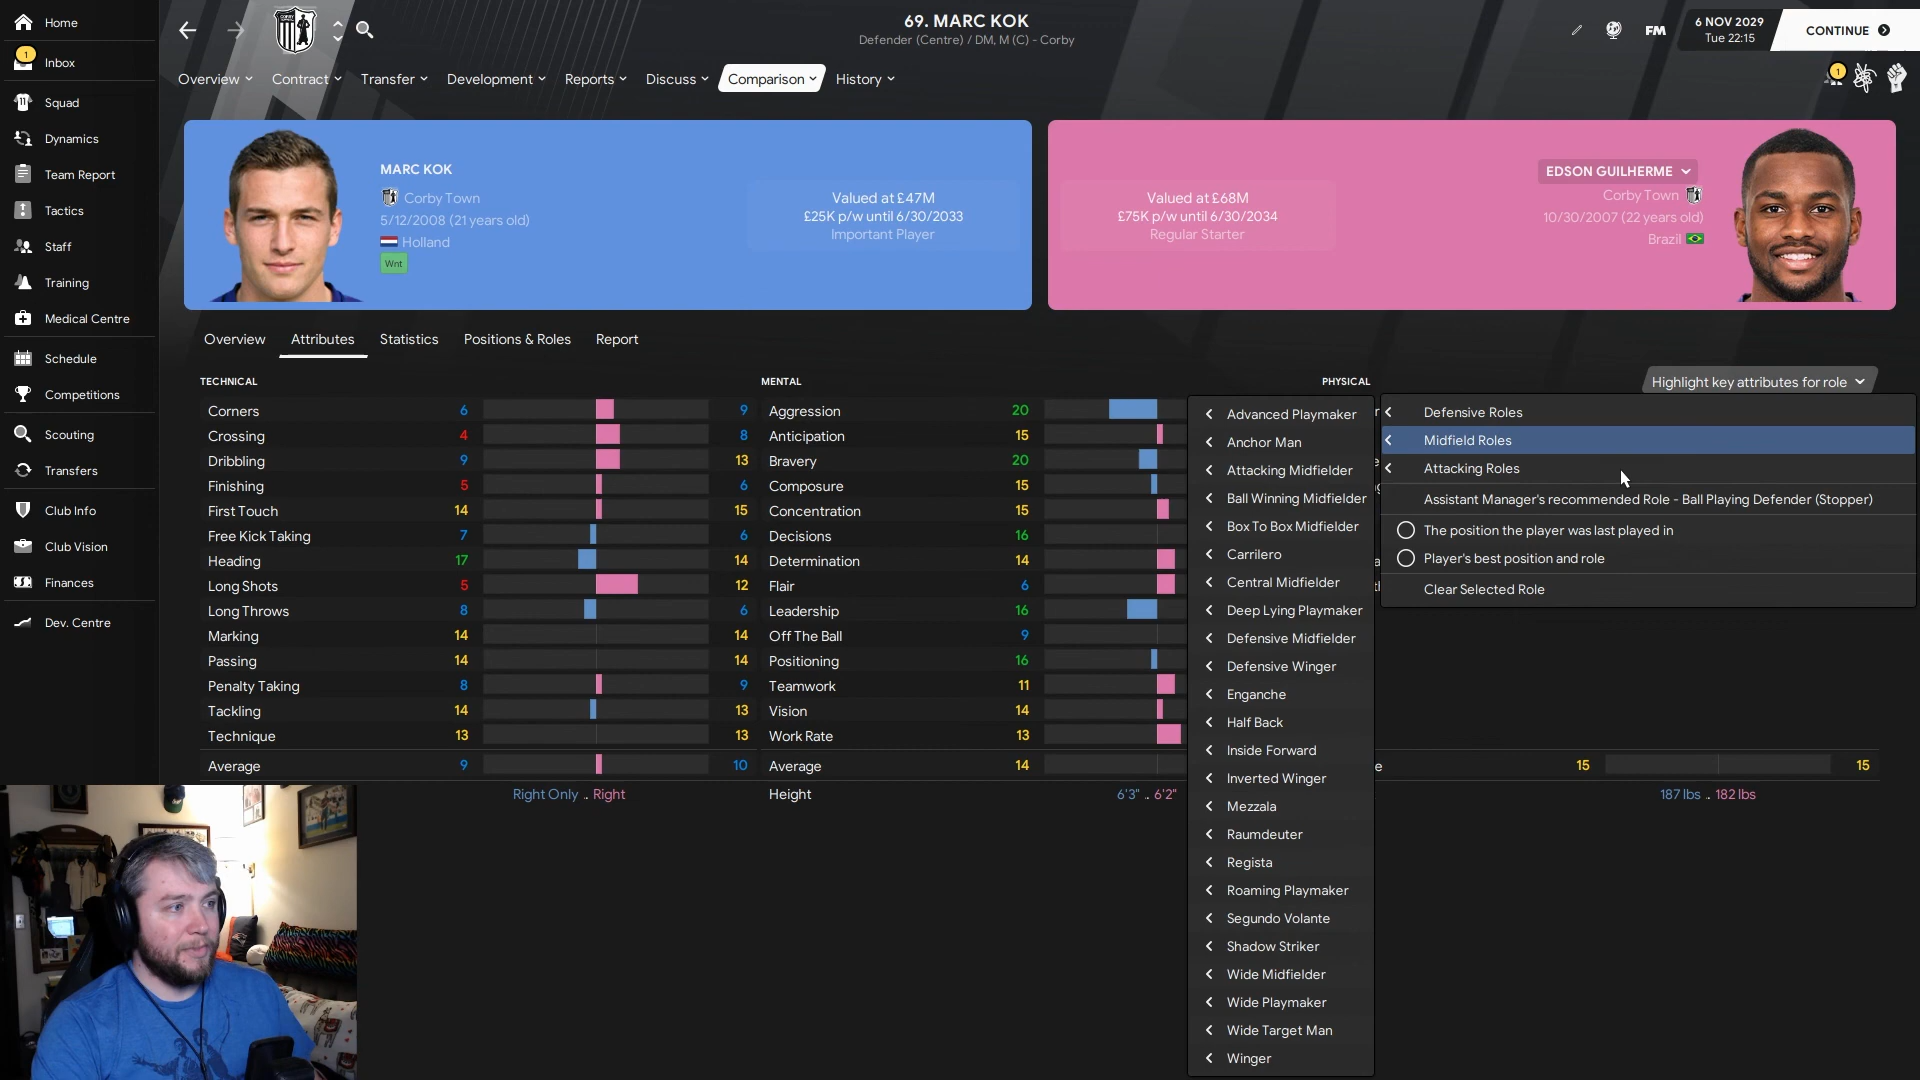 Home
1
Inbox
Squad
Dynamics
Team Report
Tactics
Staff
Training
Medical Centre
Schedule
Competitions
Scouting
Transfers
Club Info
Club Vision
Finances
Dev. Centre
69. MARC KOK
Defender (Centre) / DM, M (C) - Corby
FM
6 NOV 2029
Tue 22:15
CONTINUE
Overview Contract Transfer Development Reports Discuss Comparison History
1
MARC KOK
Corby Town
5/12/2008 (21 years old)
Holland
Wnt
Valued at £47M
£25K p/w until 6/30/2033
Important Player
Valued at £68M
£75K p/w until 6/30/2034
Regular Starter
EDSON GUILHERME
Corby Town
10/30/2007 (22 years old)
Brazil
Overview Attributes Statistics Positions & Roles Report
TECHNICAL
Corners 6 9
Crossing 4 8
Dribbling 9 13
Finishing 5 6
First Touch 14 15
Free Kick Taking 7 6
Heading 17 14
Long Shots 5 12
Long Throws 8 6
Marking 14 14
Passing 14 14
Penalty Taking 8 9
Tackling 14 13
Technique 13 13
Average 9 10
Right Only .. Right
MENTAL
Aggression 20
Anticipation 15
Bravery 20
Composure 15
Concentration 15
Decisions 16
Determination 14
Flair 6
Leadership 16
Off The Ball 9
Positioning 16
Teamwork 11
Vision 14
Work Rate 13
Average 14
Height 6'3" .. 6'2"
PHYSICAL
Highlight key attributes for role
Advanced Playmaker
Anchor Man
Attacking Midfielder
Ball Winning Midfielder
Box To Box Midfielder
Carrilero
Central Midfielder
Deep Lying Playmaker
Defensive Midfielder
Defensive Winger
Enganche
Half Back
Inside Forward
Inverted Winger
Mezzala
Raumdeuter
Regista
Roaming Playmaker
Segundo Volante
Shadow Striker
Wide Midfielder
Wide Playmaker
Wide Target Man
Winger
Defensive Roles
Midfield Roles
Attacking Roles
Assistant Manager's recommended Role - Ball Playing Defender (Stopper)
The position the player was last played in
Player's best position and role
Clear Selected Role
e 15 15
187 lbs .. 182 lbs